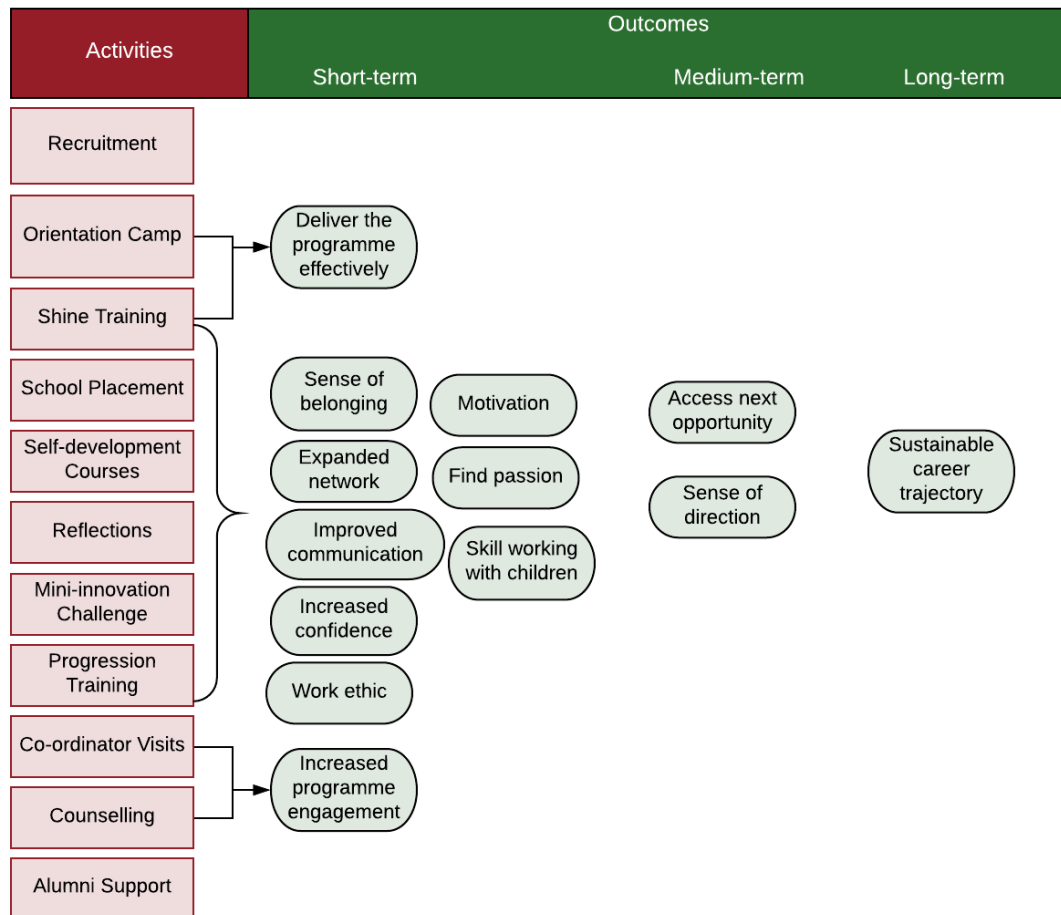 Activities
Outcomes
Short-term
Medium-term
Long-term
Recruitment
Orientation Camp
Shine Training
School Placement
Self-development
Courses
Reflections
Mini-innovation
Challenge
Progression
Training
Co-ordinator Visits
Counselling
Alumni Support
Deliver the
programme
effectively
Sense of
belonging
Expanded
network
Improved
communication
Increased
confidence
Work ethic
Increased
programme
engagement
Motivation
Find passion
Skill working
with children
Access next
opportunity
Sense of
direction
Sustainable
career
trajectory